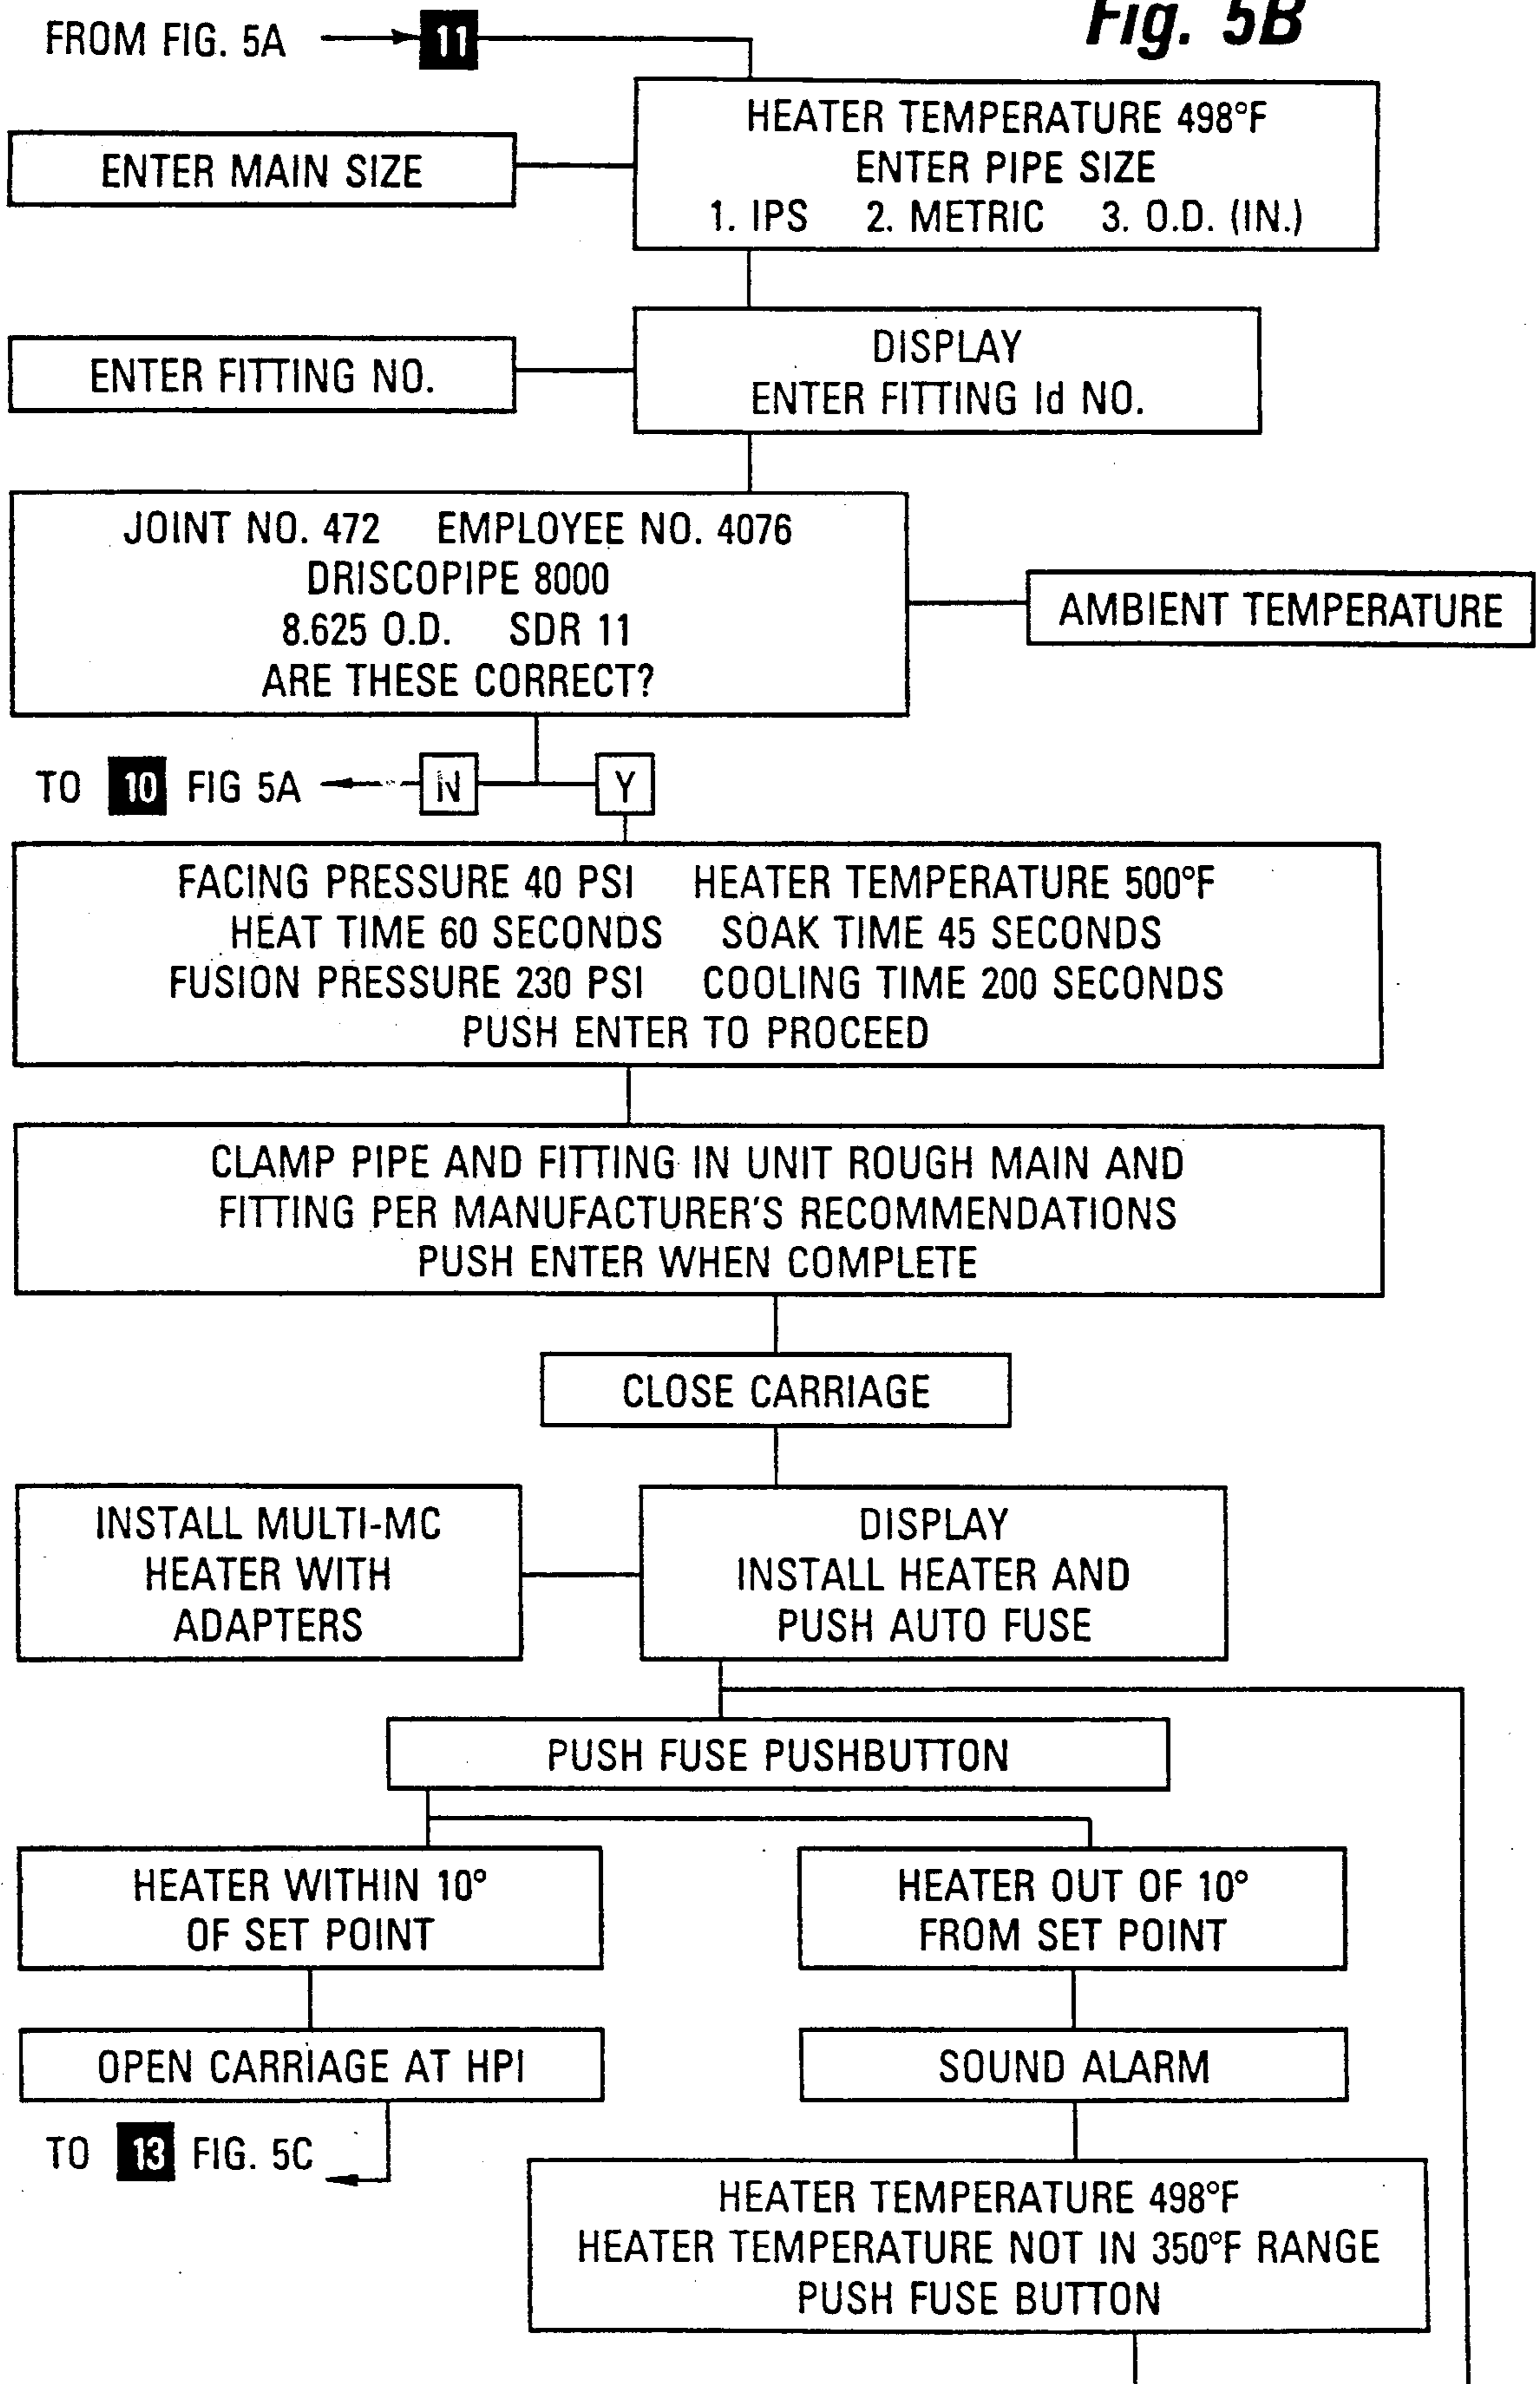 Fig. 5B
FROM FIG. 5A 11
HEATER TEMPERATURE 498°F
ENTER PIPE SIZE
1. IPS 2. METRIC 3. O.D. (IN.)
ENTER MAIN SIZE
DISPLAY
ENTER FITTING Id NO.
ENTER FITTING NO.
JOINT NO. 472 EMPLOYEE NO. 4076
DRISCOPIPE 8000
8.625 O.D. SDR 11
ARE THESE CORRECT?
AMBIENT TEMPERATURE
TO 10 FIG 5A N Y
FACING PRESSURE 40 PSI HEATER TEMPERATURE 500°F
HEAT TIME 60 SECONDS SOAK TIME 45 SECONDS
FUSION PRESSURE 230 PSI COOLING TIME 200 SECONDS
PUSH ENTER TO PROCEED
CLAMP PIPE AND FITTING IN UNIT ROUGH MAIN AND
FITTING PER MANUFACTURER'S RECOMMENDATIONS
PUSH ENTER WHEN COMPLETE
CLOSE CARRIAGE
INSTALL MULTI-MC
HEATER WITH
ADAPTERS
DISPLAY
INSTALL HEATER AND
PUSH AUTO FUSE
PUSH FUSE PUSHBUTTON
HEATER WITHIN 10°
OF SET POINT
HEATER OUT OF 10°
FROM SET POINT
OPEN CARRIAGE AT HPI
SOUND ALARM
TO 13 FIG. 5C
HEATER TEMPERATURE 498°F
HEATER TEMPERATURE NOT IN 350°F RANGE
PUSH FUSE BUTTON